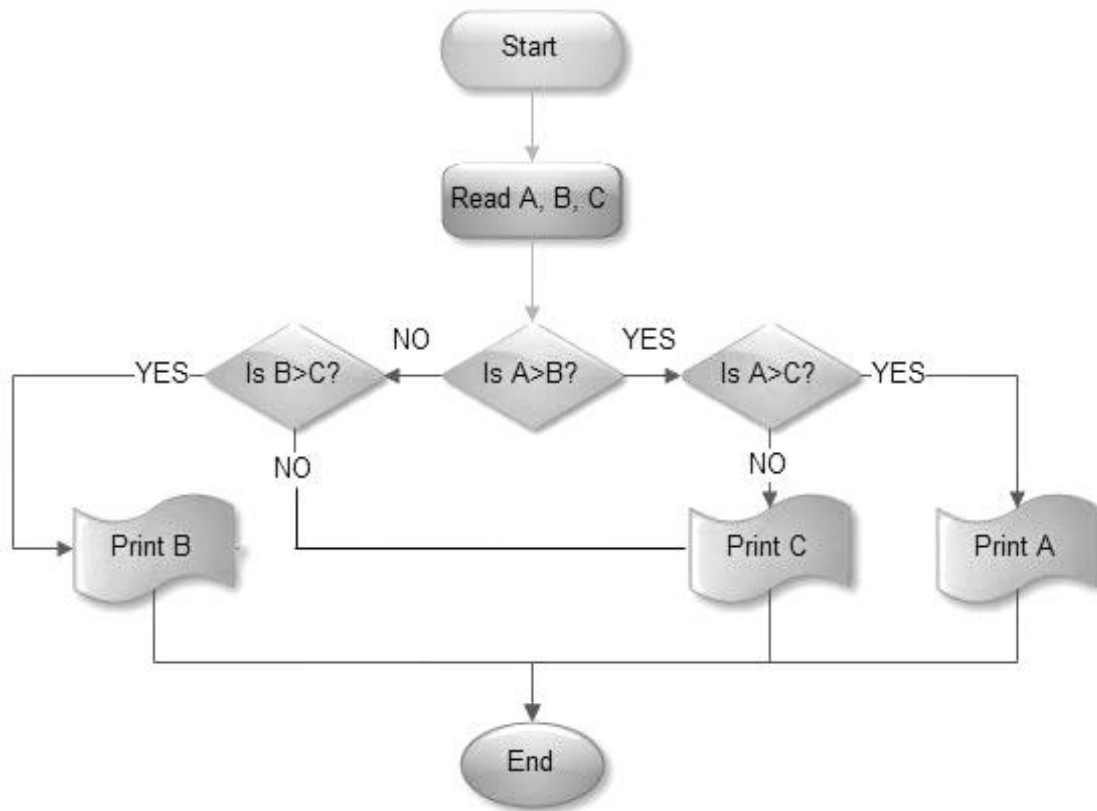 Start
Read A, B, C
NO
YES
YES
Is B>C?
Is A>B?
Is A>C?
YES
NO
NO
Print B
Print C
Print A
End